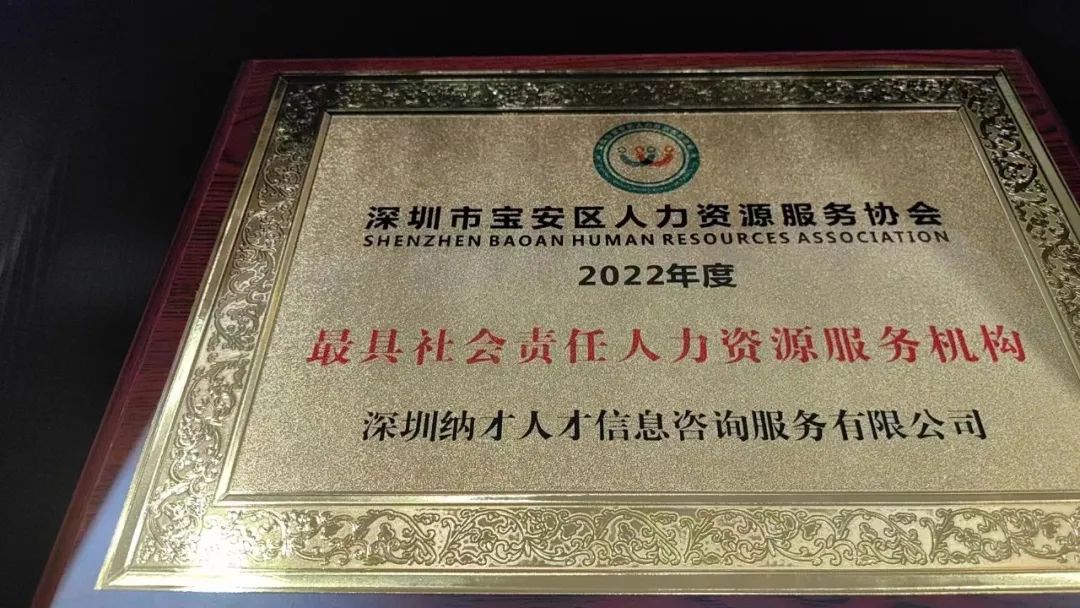 深圳市宝安区人力资源服务协会
SHENZHEN BAOAN HUMAN RESOURCES ASSOCIATION
2022年度
最具社会责任人力资源服务机构
深圳纳才人才信息咨询服务有限公司